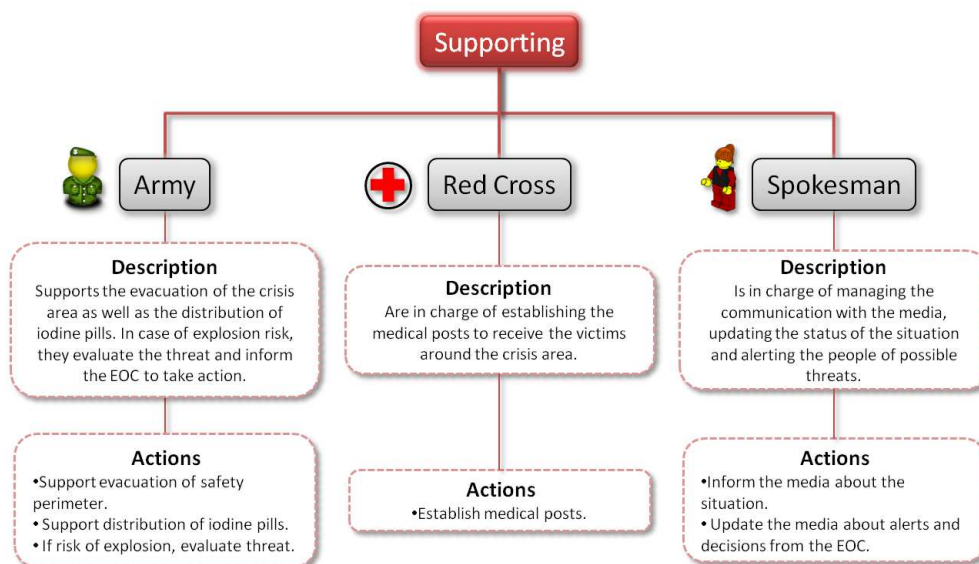 Supporting
Army
Red Cross
Spokesman
Description
Supports the evacuation of the crisis
area as well as the distribution of
iodine pills. In case of explosion risk,
they evaluate the threat and inform
the EOC to take action.
Description
Are in charge of establishing the
medical posts to receive the victims
around the crisis area.
Description
Is in charge of managing the
communication with the media,
updating the status of the situation
and alerting the people of possible
threats.
Actions
•Support evacuation of safety
perimeter.
• Support distribution of iodine pills.
• If risk of explosion, evaluate threat.
Actions
•Establish medical posts.
Actions
•Inform the media about the
situation.
• Update the media about alerts and
decisions from the EOC.